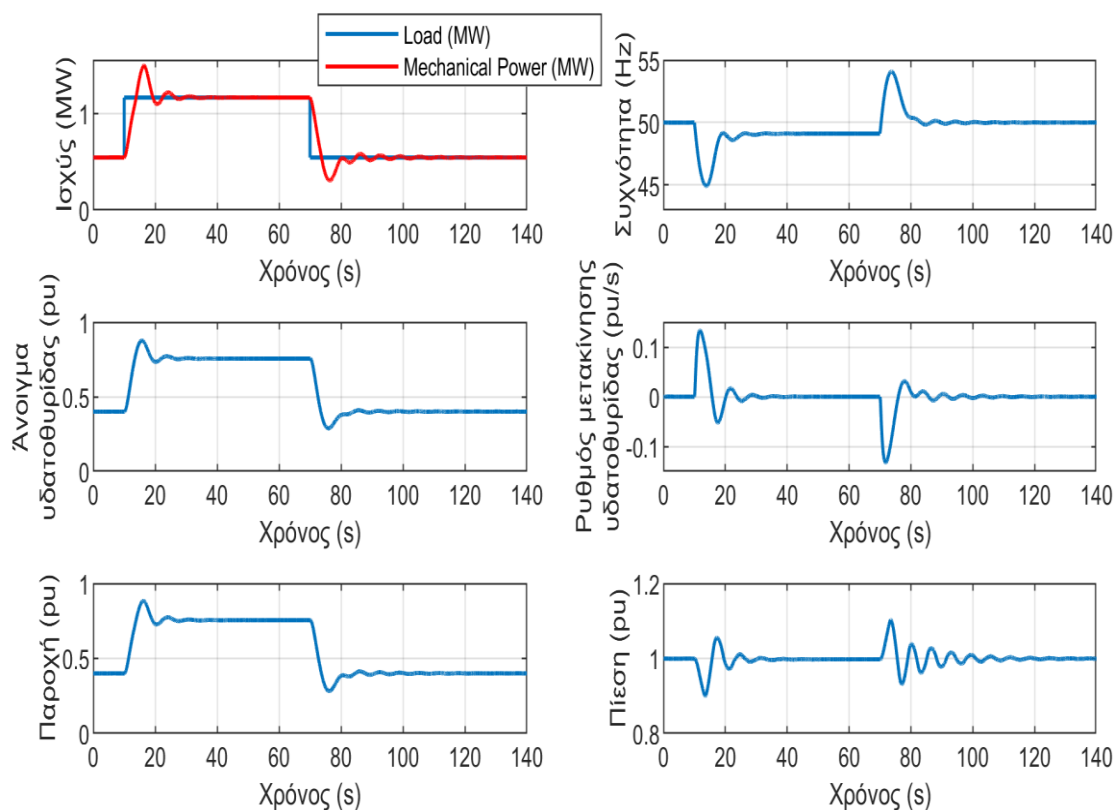 Load (MW)
Mechanical Power (MW)
Ισχύς (MW)
1
0
0 20 40 60 80 100 120 140
Χρόνος (s)
Συχνότητα (Hz)
55
50
45
0 20 40 60 80 100 120 140
Χρόνος (s)
Άνοιγμα
υδατοθυρίδας (pu)
1
0.5
0
0 20 40 60 80 100 120 140
Χρόνος (s)
Ρυθμός μετακίνησης
υδατοθυρίδας (pu/s)
0.1
0
-0.1
0 20 40 60 80 100 120 140
Χρόνος (s)
Παροχή (pu)
1
0.5
0
0 20 40 60 80 100 120 140
Χρόνος (s)
Πίεση (pu)
1.2
1
0.8
0 20 40 60 80 100 120 140
Χρόνος (s)